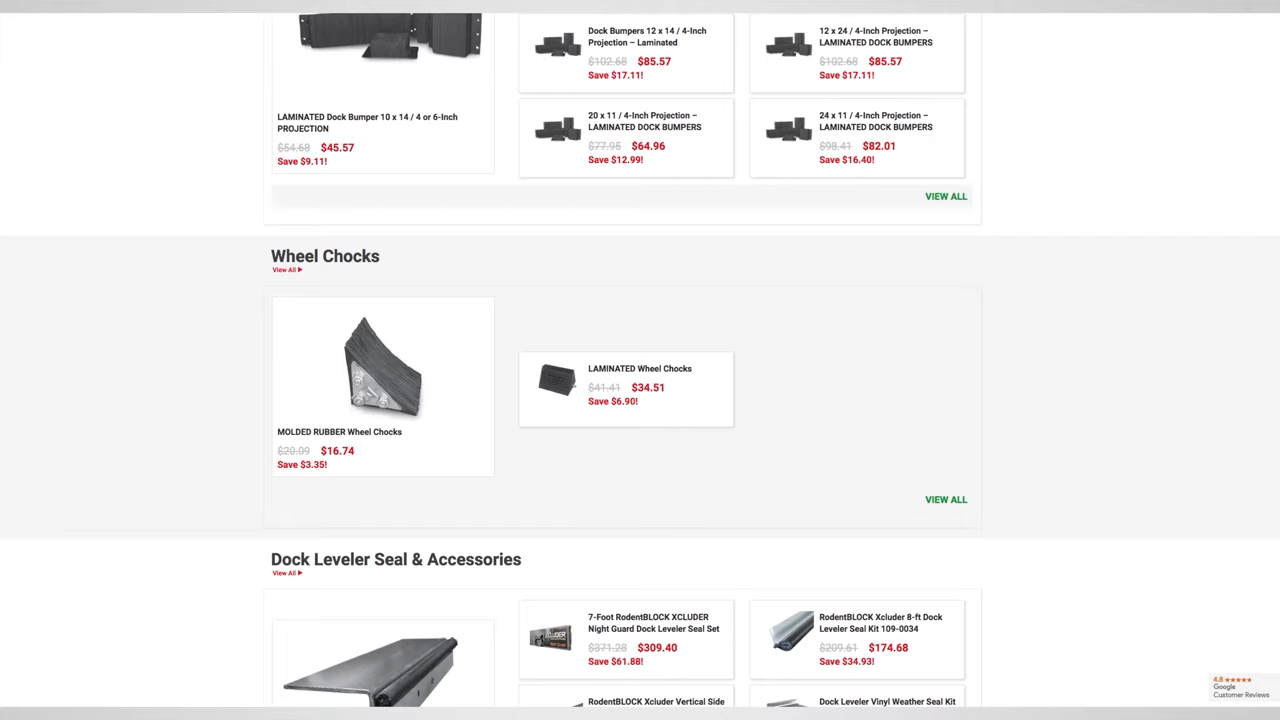 LAMINATED Dock Bumper 10 x 14 / 4 or 6-Inch
PROJECTION
$54.68 $45.57
Save $9.11!
Dock Bumpers 12 x 14 / 4-Inch
Projection – Laminated
$102.68 $85.57
Save $17.11!
12 x 24 / 4-Inch Projection –
LAMINATED DOCK BUMPERS
$102.68 $85.57
Save $17.11!
20 x 11 / 4-Inch Projection –
LAMINATED DOCK BUMPERS
$77.95 $64.96
Save $12.99!
24 x 11 / 4-Inch Projection –
LAMINATED DOCK BUMPERS
$98.41 $82.01
Save $16.40!
VIEW ALL
Wheel Chocks
View All
MOLDED RUBBER Wheel Chocks
$20.09 $16.74
Save $3.35!
LAMINATED Wheel Chocks
$41.41 $34.51
Save $6.90!
VIEW ALL
Dock Leveler Seal & Accessories
View All
7-Foot RodentBLOCK XCLUDER
Night Guard Dock Leveler Seal Set
$371.28 $309.40
Save $61.88!
RodentBLOCK Xcluder 8-ft Dock
Leveler Seal Kit 109-0034
$209.61 $174.68
Save $34.93!
RodentBLOCK Xcluder Vertical Side
Dock Leveler Vinyl Weather Seal Kit
4.8 ★★★★★
Google
Customer Reviews